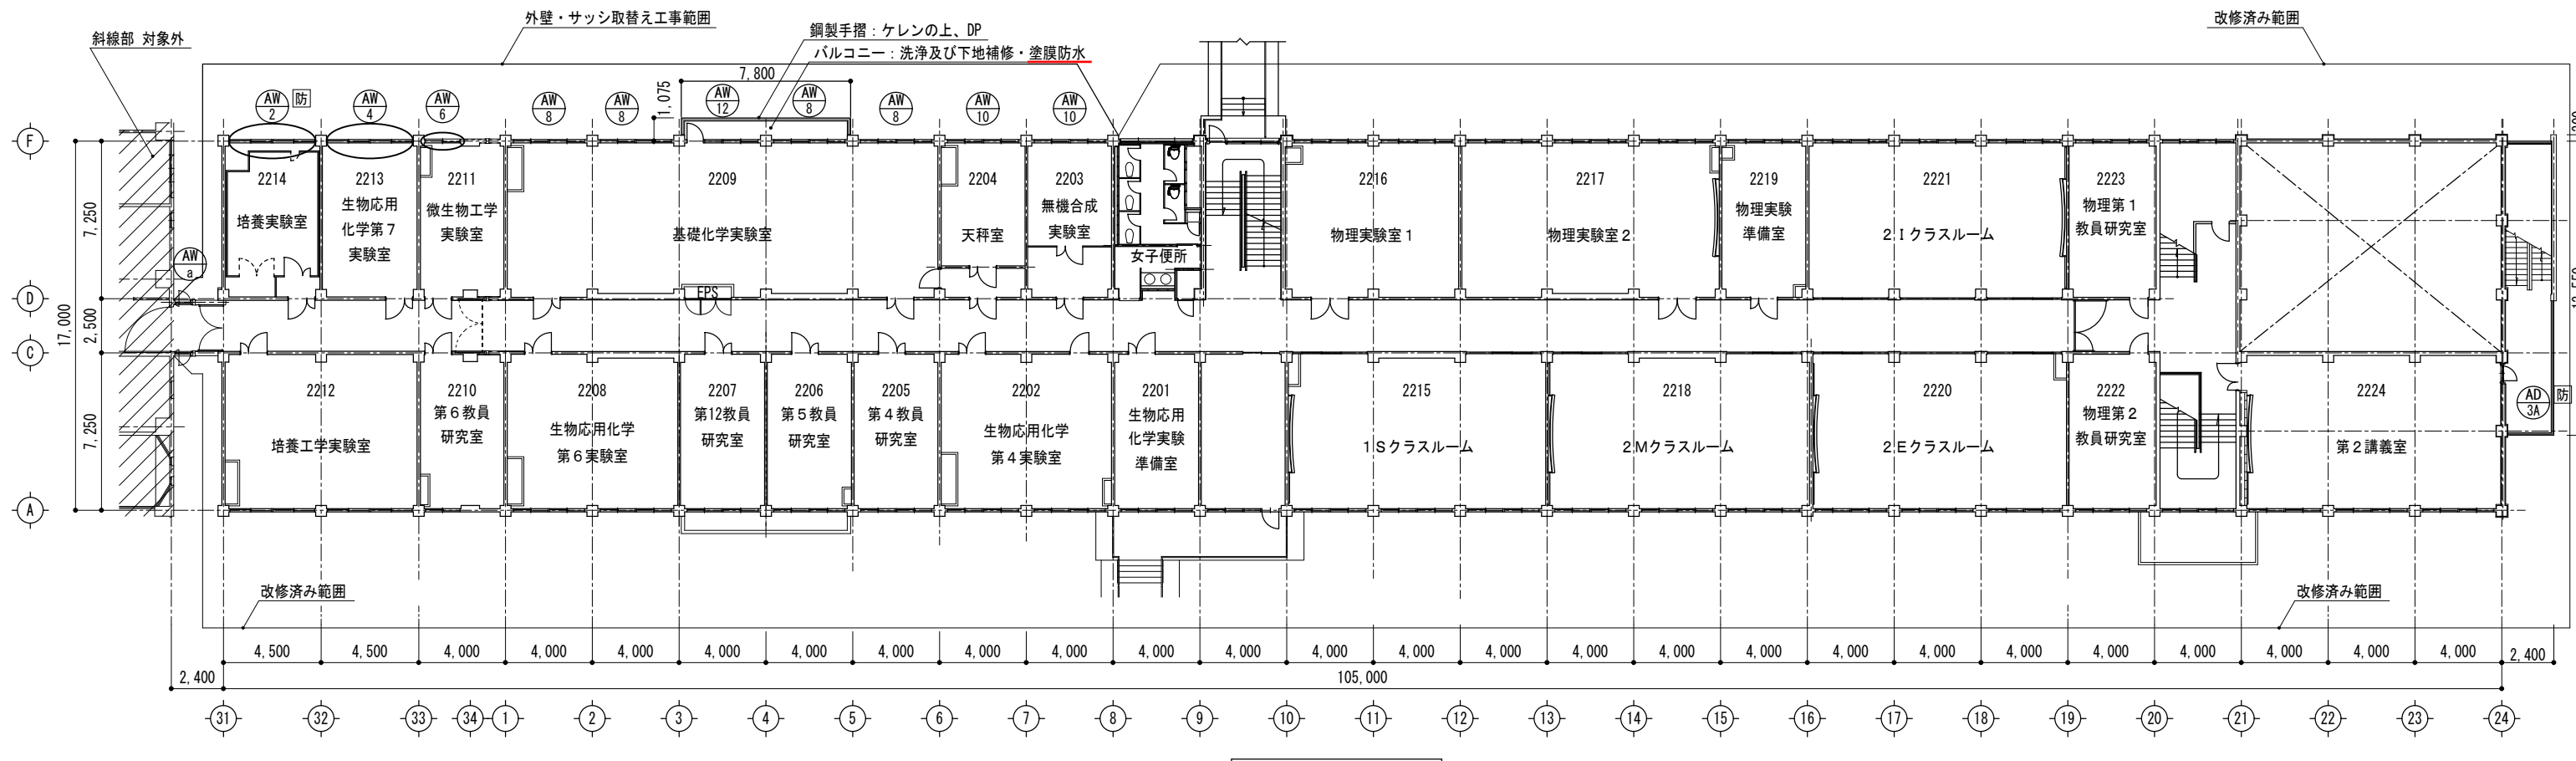 外壁・サッシ取替え工事範囲
改修済み範囲
斜線部 対象外
鋼製手摺：ケレンの上、DP
バルコニー：洗浄及び下地補修・塗膜防水
7,800
1,075
AW 2 防
AW 4
AW 6
AW 8
AW 8
AW 12
AW 8
AW 8
AW 10
AW 10
F
2214
培養実験室
2213
生物応用
化学第７
実験室
2211
微生物工学
実験室
2209
基礎化学実験室
2204
天秤室
2203
無機合成
実験室
女子便所
2216
物理実験室１
2217
物理実験室２
2219
物理実験
準備室
2221
２Ｉクラスルーム
2223
物理第１
教員研究室
AW a
EPS
D
C
A
17,000
7,250
2,500
7,250
2212
培養工学実験室
2210
第６教員
研究室
2208
生物応用化学
第６実験室
2207
第12教員
研究室
2206
第５教員
研究室
2205
第４教員
研究室
2202
生物応用化学
第４実験室
2201
生物応用
化学実験
準備室
2215
１Ｓクラスルーム
2218
２Ｍクラスルーム
2220
２Ｅクラスルーム
2222
物理第２
教員研究室
2224
第２講義室
AD 3A 防
改修済み範囲
改修済み範囲
4,500 4,500 4,000 4,000 4,000 4,000 4,000 4,000 4,000 4,000 4,000 4,000 4,000 4,000 4,000 4,000 4,000 4,000 4,000 4,000 4,000 4,000 4,000 4,000 4,000 4,000 2,400
2,400 105,000
31 32 33 34 1 2 3 4 5 6 7 8 9 10 11 12 13 14 15 16 17 18 19 20 21 22 23 24